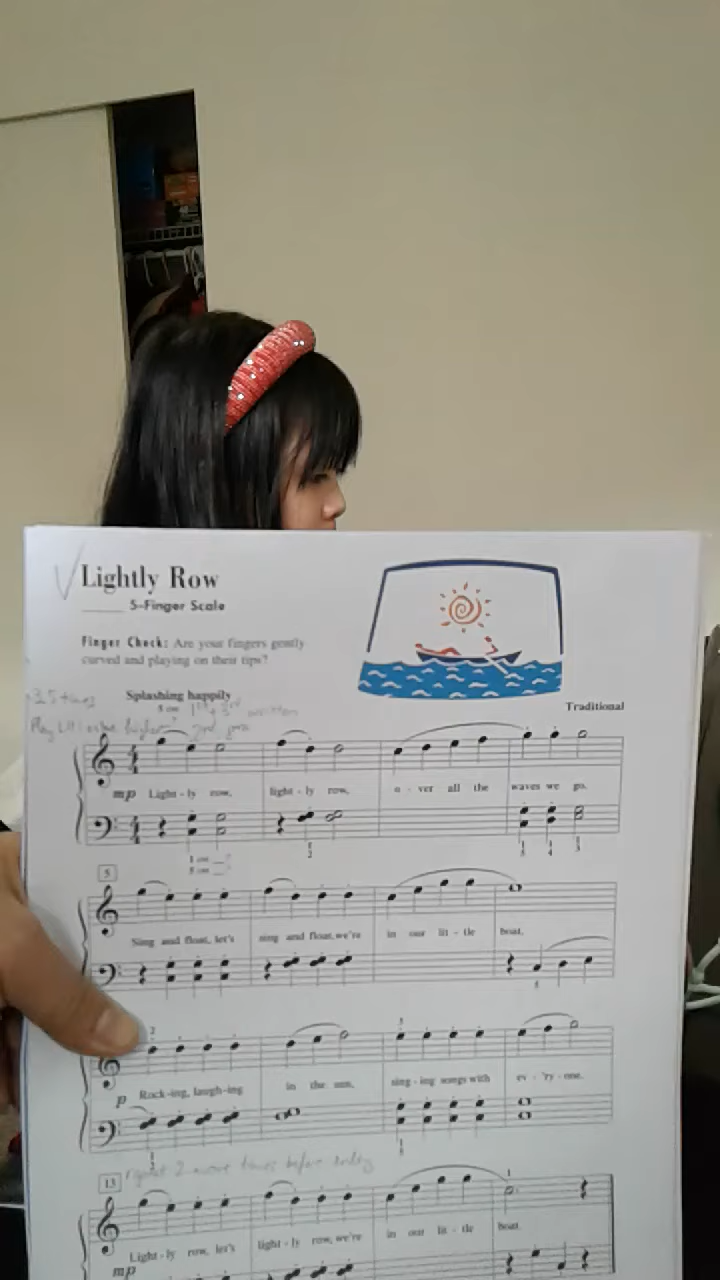 Lightly Row
5-Finger Scale
Finger Check: Are your fingers gently
curved and playing on their tips?
Splashing happily
Traditional
mp Light - ly row, light - ly row, o - ver all the waves we go.
5
Sing and float, let's sing and float, we're in our lit - tle boat.
p Rock-ing, laugh-ing in the sun, sing - ing songs with ev - 'ry - one.
2 more times before
13
mp Light - ly row, let's light - ly row, we're in our lit - tle boat.